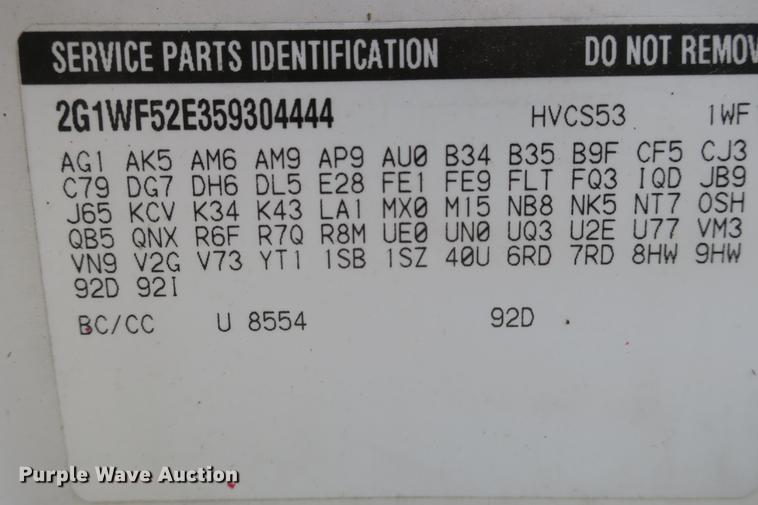 SERVICE PARTS IDENTIFICATION DO NOT REMOV
2G1WF52E359304444 HVCS53 1WF
AG1 AK5 AM6 AM9 AP9 AU0 B34 B35 B9F CF5 CJ3
C79 DG7 DH6 DL5 E28 FE1 FE9 FLT FQ3 IQD JB9
J65 KCV K34 K43 LA1 MX0 M15 NB8 NK5 NT7 OSH
QB5 QNX R6F R7Q R8M UE0 UN0 UQ3 U2E U77 VM3
VN9 V2G V73 YT1 1SB 1SZ 40U 6RD 7RD 8HW 9HW
92D 92I
BC/CC U 8554 92D
Purple Wave Auction